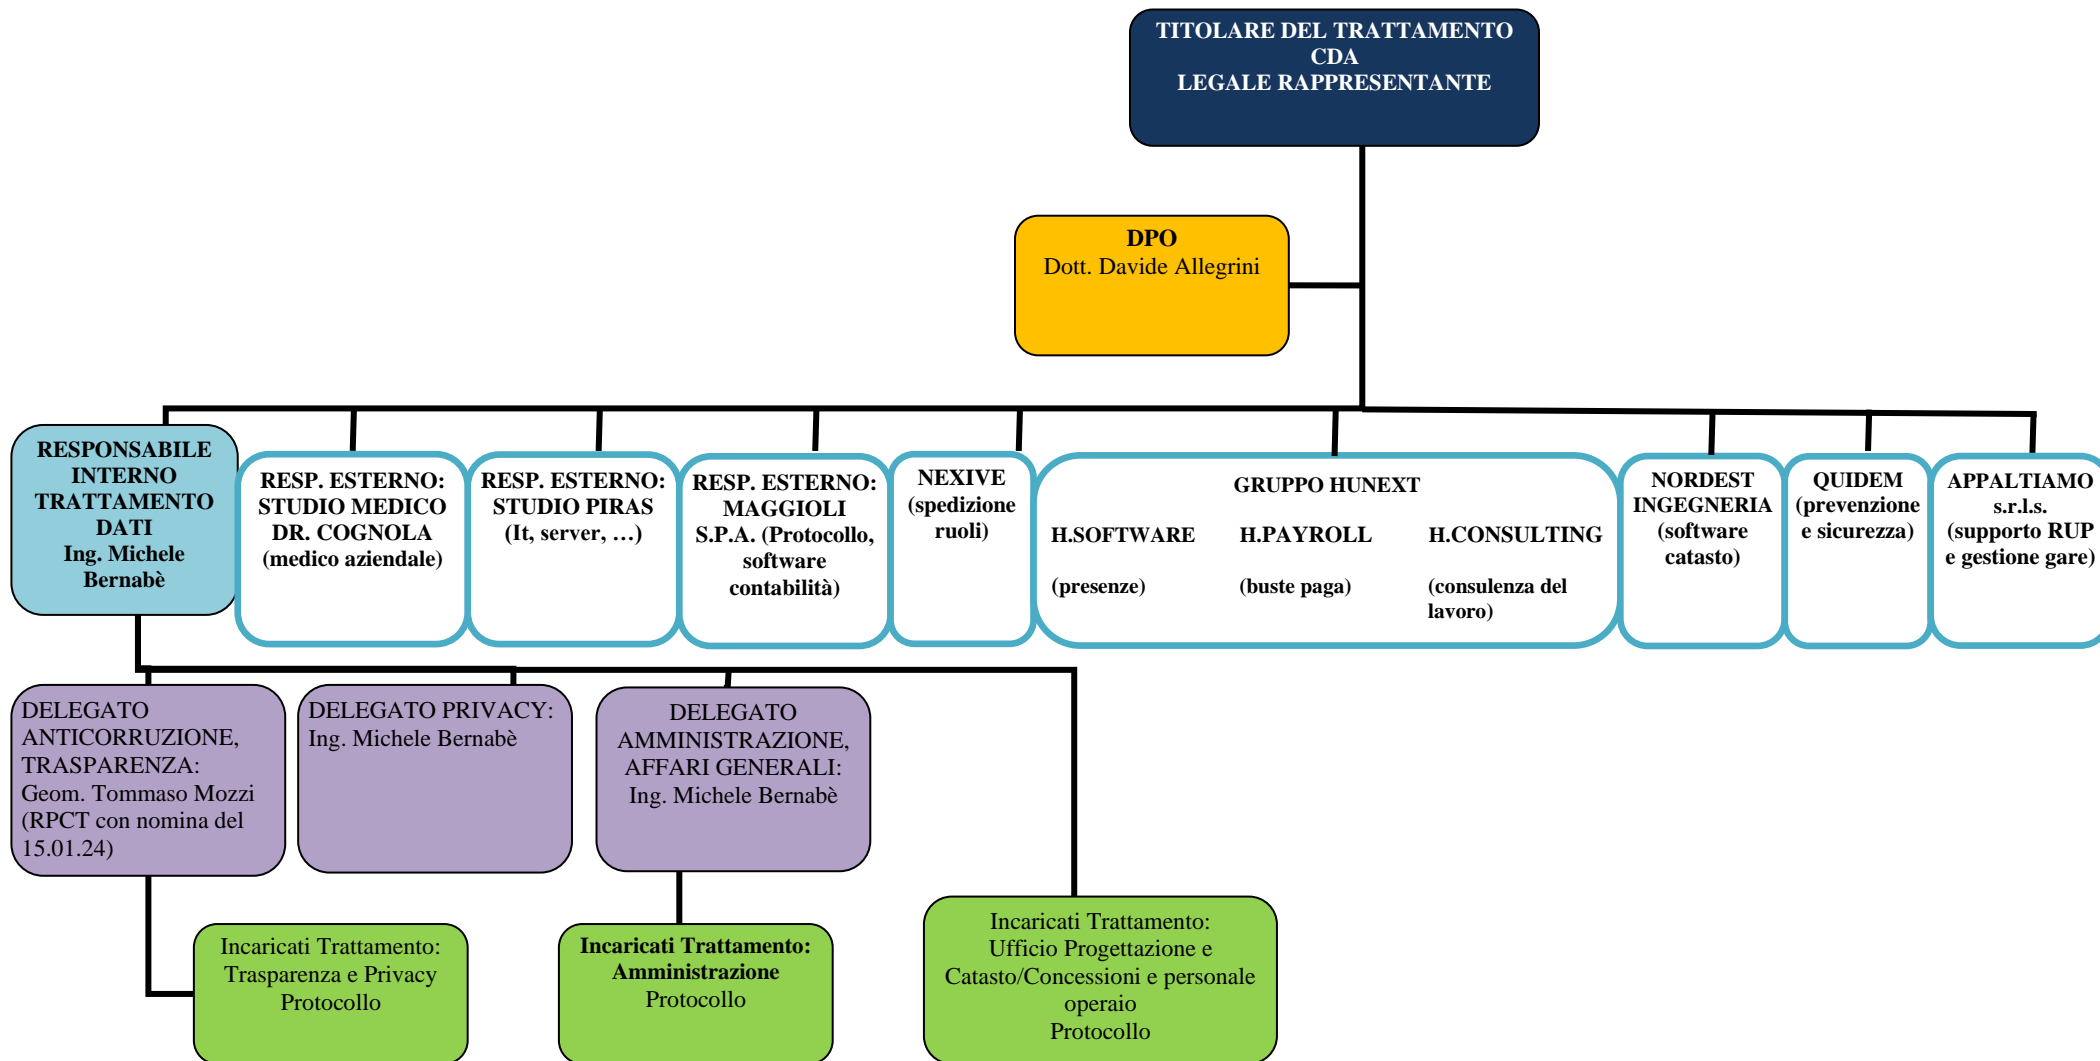 TITOLARE DEL TRATTAMENTO
CDA
LEGALE RAPPRESENTANTE
DPO
Dott. Davide Allegrini
RESPONSABILE
INTERNO
TRATTAMENTO
DATI
Ing. Michele
Bernabè
RESP. ESTERNO:
STUDIO MEDICO
DR. COGNOLA
(medico aziendale)
RESP. ESTERNO:
STUDIO PIRAS
(It, server, …)
RESP. ESTERNO:
MAGGIOLI
S.P.A. (Protocollo,
software
contabilità)
NEXIVE
(spedizione
ruoli)
GRUPPO HUNEXT
H.SOFTWARE H.PAYROLL H.CONSULTING
(presenze) (buste paga) (consulenza del
lavoro)
NORDEST
INGEGNERIA
(software
catasto)
QUIDEM
(prevenzione
e sicurezza)
APPALTIAMO
s.r.l.s.
(supporto RUP
e gestione gare)
DELEGATO
ANTICORRUZIONE,
TRASPARENZA:
Geom. Tommaso Mozzi
(RPCT con nomina del
15.01.24)
DELEGATO PRIVACY:
Ing. Michele Bernabè
DELEGATO
AMMINISTRAZIONE,
AFFARI GENERALI:
Ing. Michele Bernabè
Incaricati Trattamento:
Trasparenza e Privacy
Protocollo
Incaricati Trattamento:
Amministrazione
Protocollo
Incaricati Trattamento:
Ufficio Progettazione e
Catasto/Concessioni e personale
operaio
Protocollo